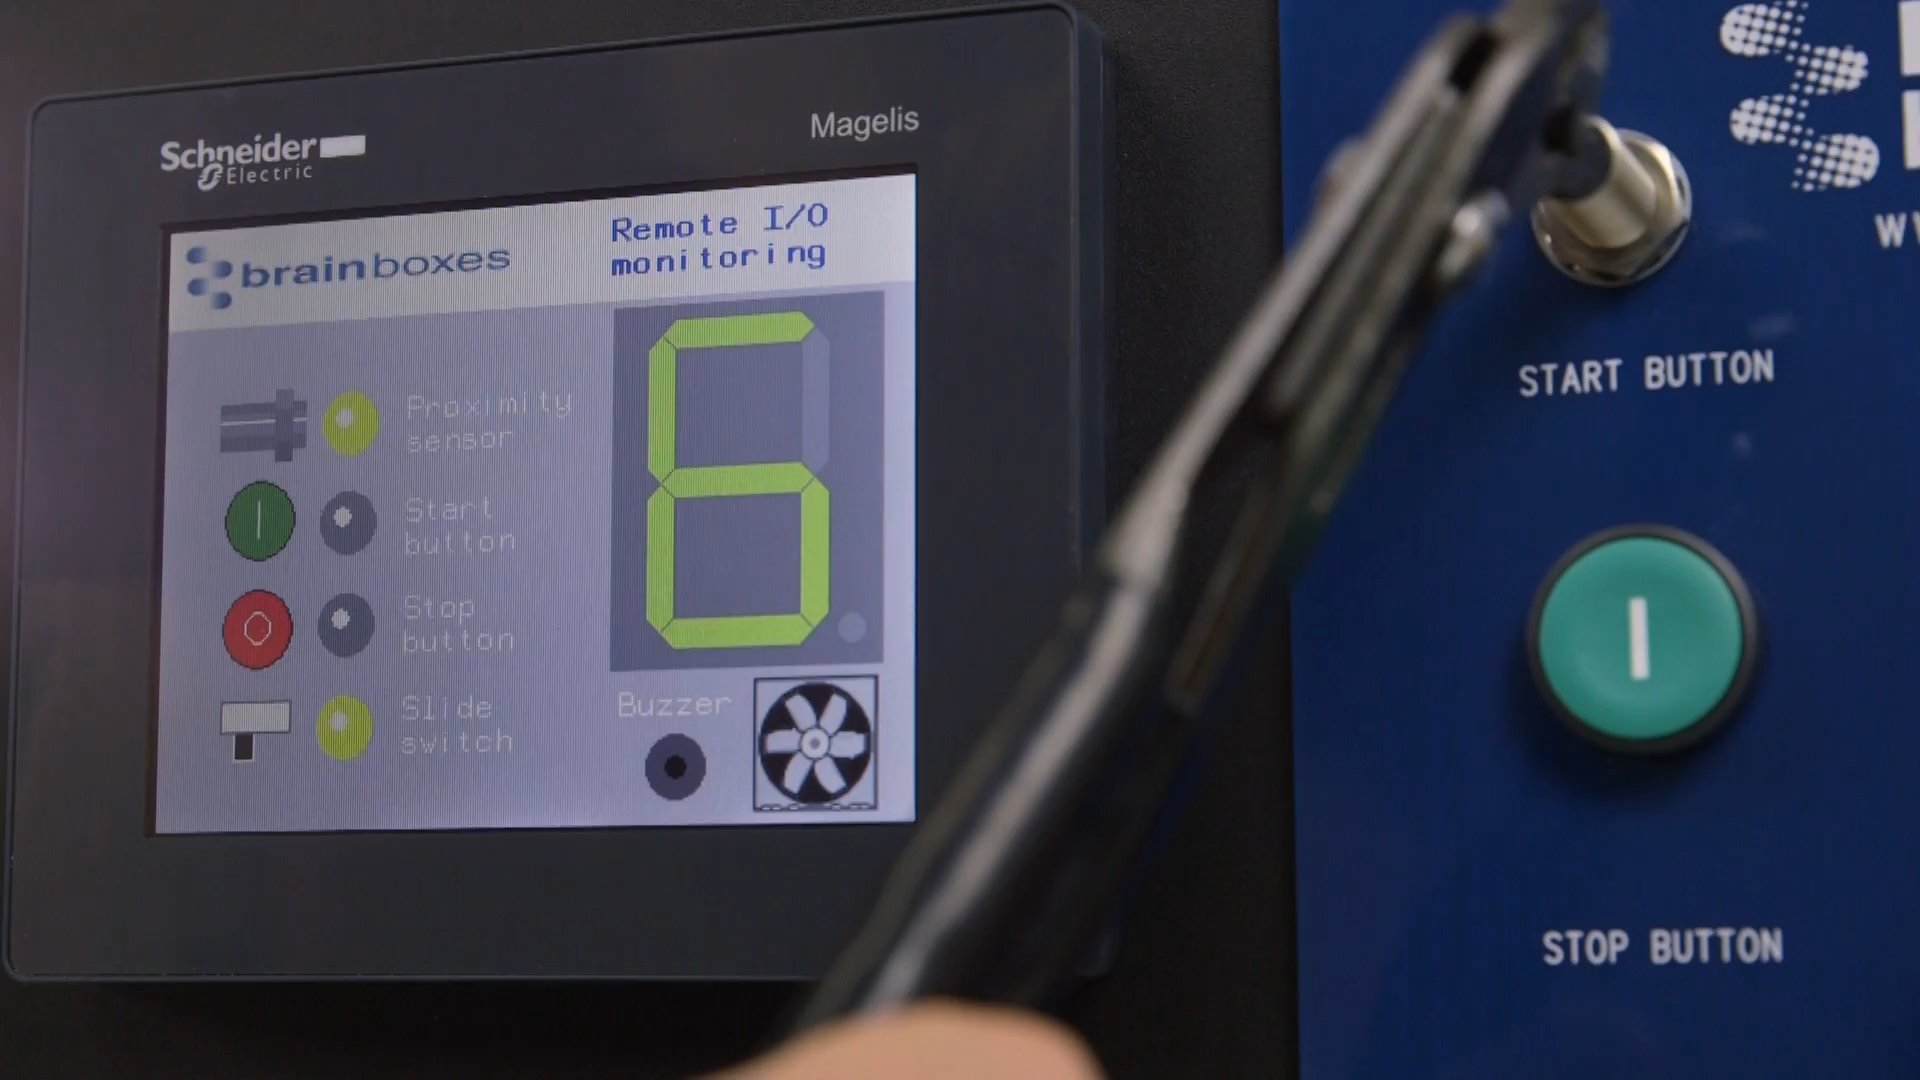 Schneider
Electric
Magelis
brainboxes
Remote I/O
monitoring
Proximity
sensor
Start
button
Stop
button
Slide
switch
6
Buzzer
START BUTTON
STOP BUTTON